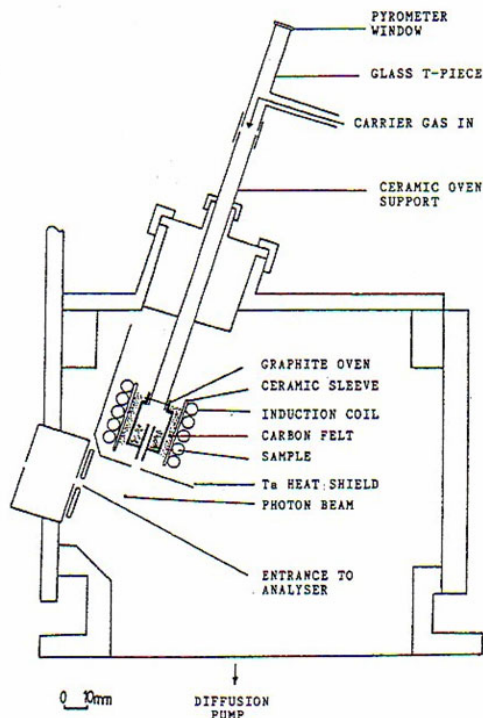 PYROMETER
WINDOW
GLASS T-PIECE
CARRIER GAS IN
CERAMIC OVEN
SUPPORT
GRAPHITE OVEN
CERAMIC SLEEVE
INDUCTION COIL
CARBON FELT
SAMPLE
Ta HEAT SHIELD
PHOTON BEAM
ENTRANCE TO
ANALYSER
0 10mm
DIFFUSION
PUMP